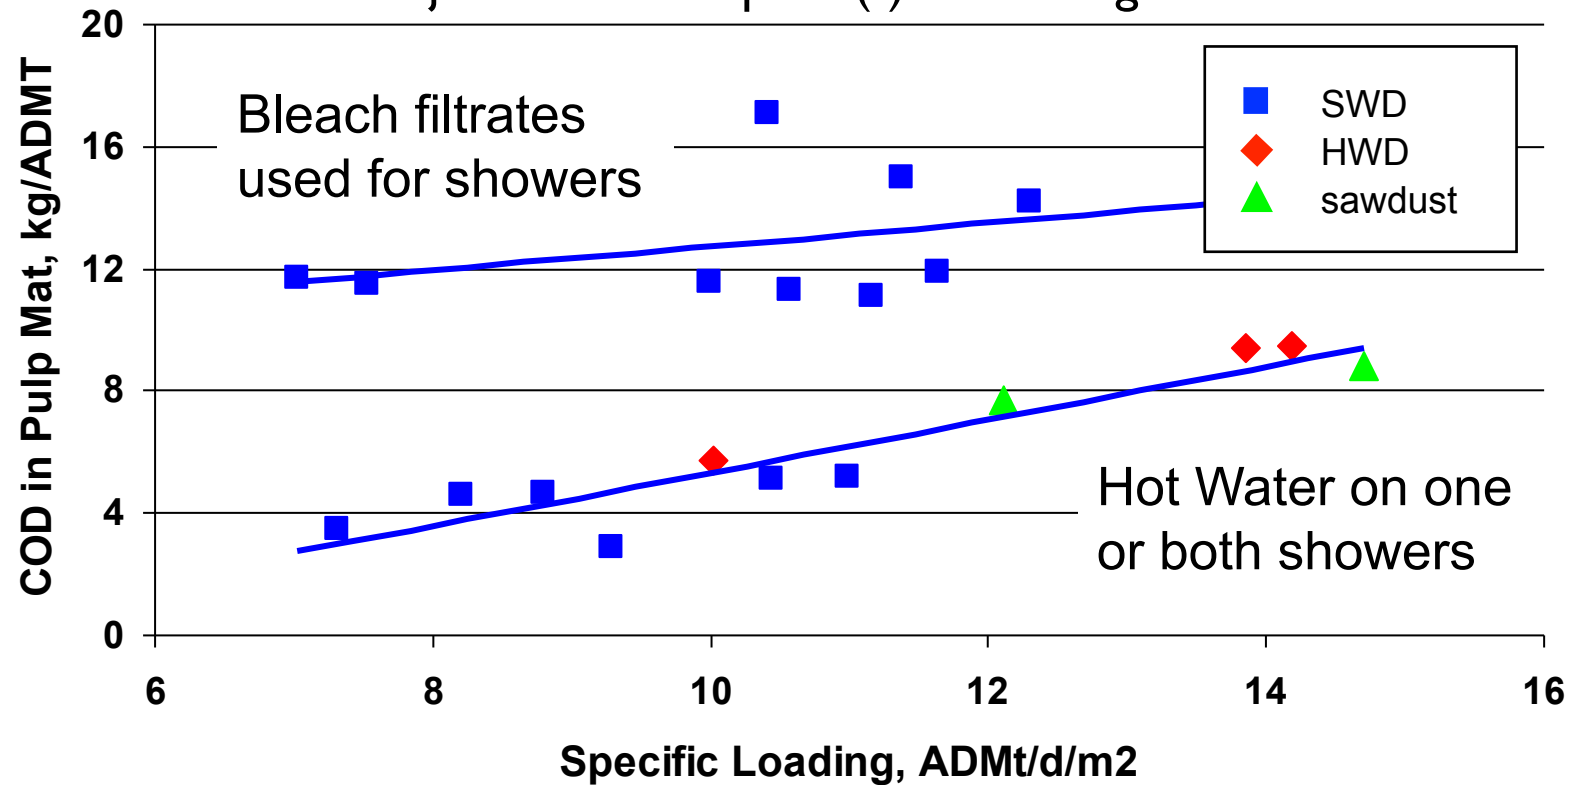 20
16
12
8
4
0
COD in Pulp Mat, kg/ADMT
Bleach filtrates
used for showers
SWD
HWD
sawdust
Hot Water on one
or both showers
6 8 10 12 14 16
Specific Loading, ADMt/d/m2